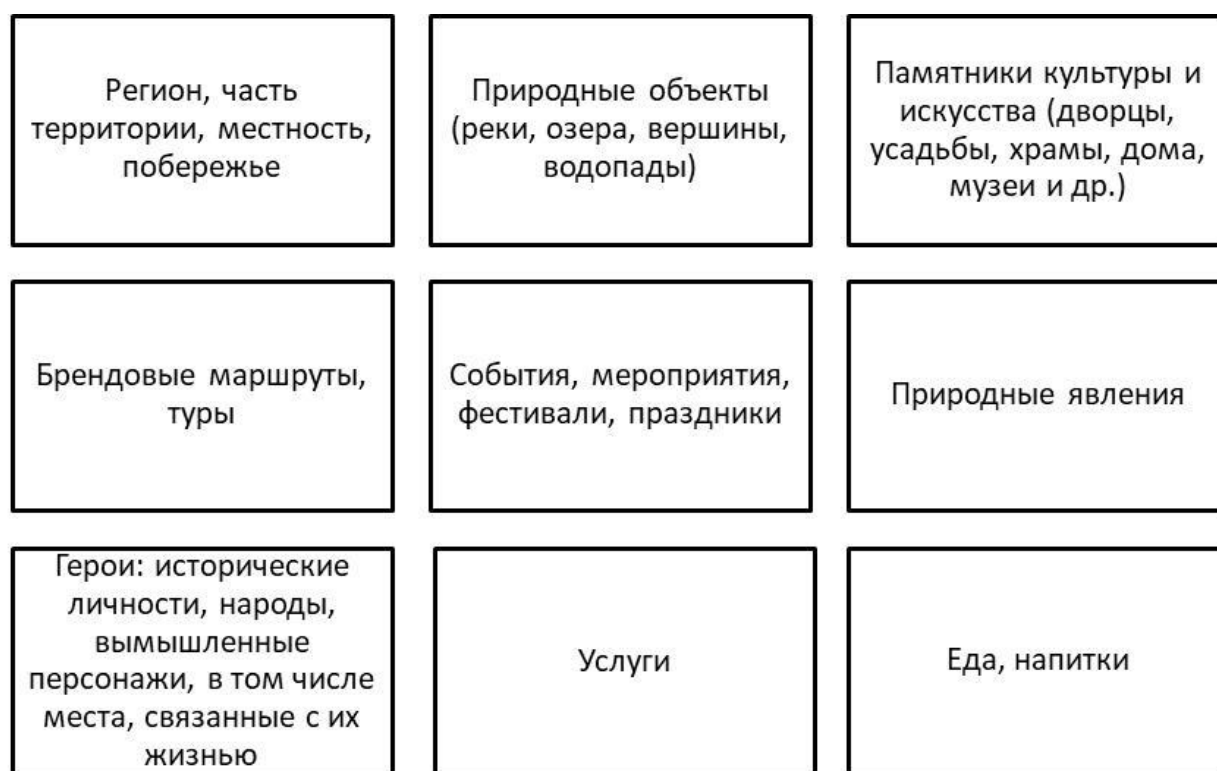 Регион, часть
территории, местность,
побережье
Природные объекты
(реки, озера, вершины,
водопады)
Памятники культуры и
искусства (дворцы,
усадьбы, храмы, дома,
музеи и др.)
Брендовые маршруты,
туры
События, мероприятия,
фестивали, праздники
Природные явления
Герои: исторические
личности, народы,
вымышленные
персонажи, в том числе
места, связанные с их
жизнью
Услуги
Еда, напитки